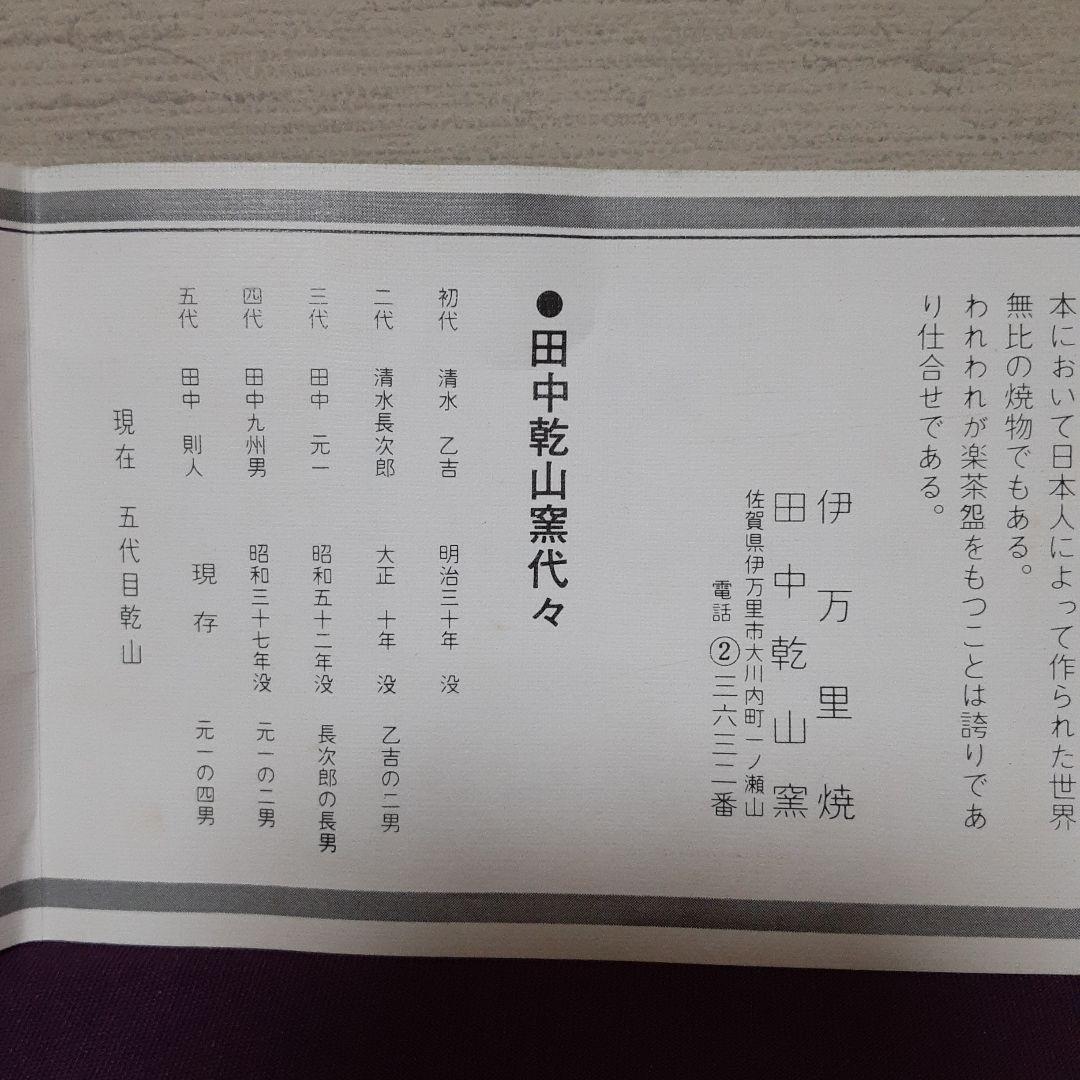 本において日本人によって作られた世界
無比の焼物でもある。
われわれが楽茶盌をもつことは誇りであ
り仕合せである。
伊万里焼
田中乾山窯
佐賀県伊万里市大川内町一ノ瀬山
電話②三六三二番
●田中乾山窯代々
初代 清水 乙吉 明治三十年 没
二代 清水長次郎 大正 十年 没 乙吉の二男
三代 田中 元一 昭和五十二年没 長次郎の長男
四代 田中九州男 昭和三十七年没 元一の二男
五代 田中 則人 現存 元一の四男
現在 五代目乾山